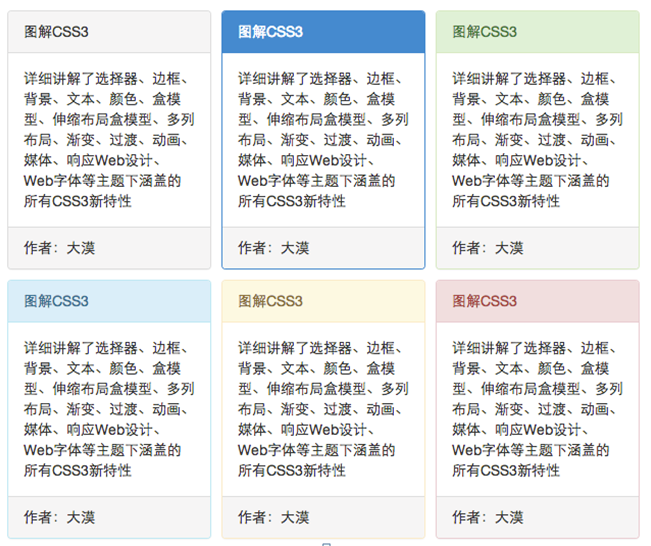 图解CSS3
详细讲解了选择器、边框、
背景、文本、颜色、盒模
型、伸缩布局盒模型、多列
布局、渐变、过渡、动画、
媒体、响应Web设计、
Web字体等主题下涵盖的
所有CSS3新特性
作者：大漠
图解CSS3
详细讲解了选择器、边框、
背景、文本、颜色、盒模
型、伸缩布局盒模型、多列
布局、渐变、过渡、动画、
媒体、响应Web设计、
Web字体等主题下涵盖的
所有CSS3新特性
作者：大漠
图解CSS3
详细讲解了选择器、边框、
背景、文本、颜色、盒模
型、伸缩布局盒模型、多列
布局、渐变、过渡、动画、
媒体、响应Web设计、
Web字体等主题下涵盖的
所有CSS3新特性
作者：大漠
图解CSS3
详细讲解了选择器、边框、
背景、文本、颜色、盒模
型、伸缩布局盒模型、多列
布局、渐变、过渡、动画、
媒体、响应Web设计、
Web字体等主题下涵盖的
所有CSS3新特性
作者：大漠
图解CSS3
详细讲解了选择器、边框、
背景、文本、颜色、盒模
型、伸缩布局盒模型、多列
布局、渐变、过渡、动画、
媒体、响应Web设计、
Web字体等主题下涵盖的
所有CSS3新特性
作者：大漠
图解CSS3
详细讲解了选择器、边框、
背景、文本、颜色、盒模
型、伸缩布局盒模型、多列
布局、渐变、过渡、动画、
媒体、响应Web设计、
Web字体等主题下涵盖的
所有CSS3新特性
作者：大漠